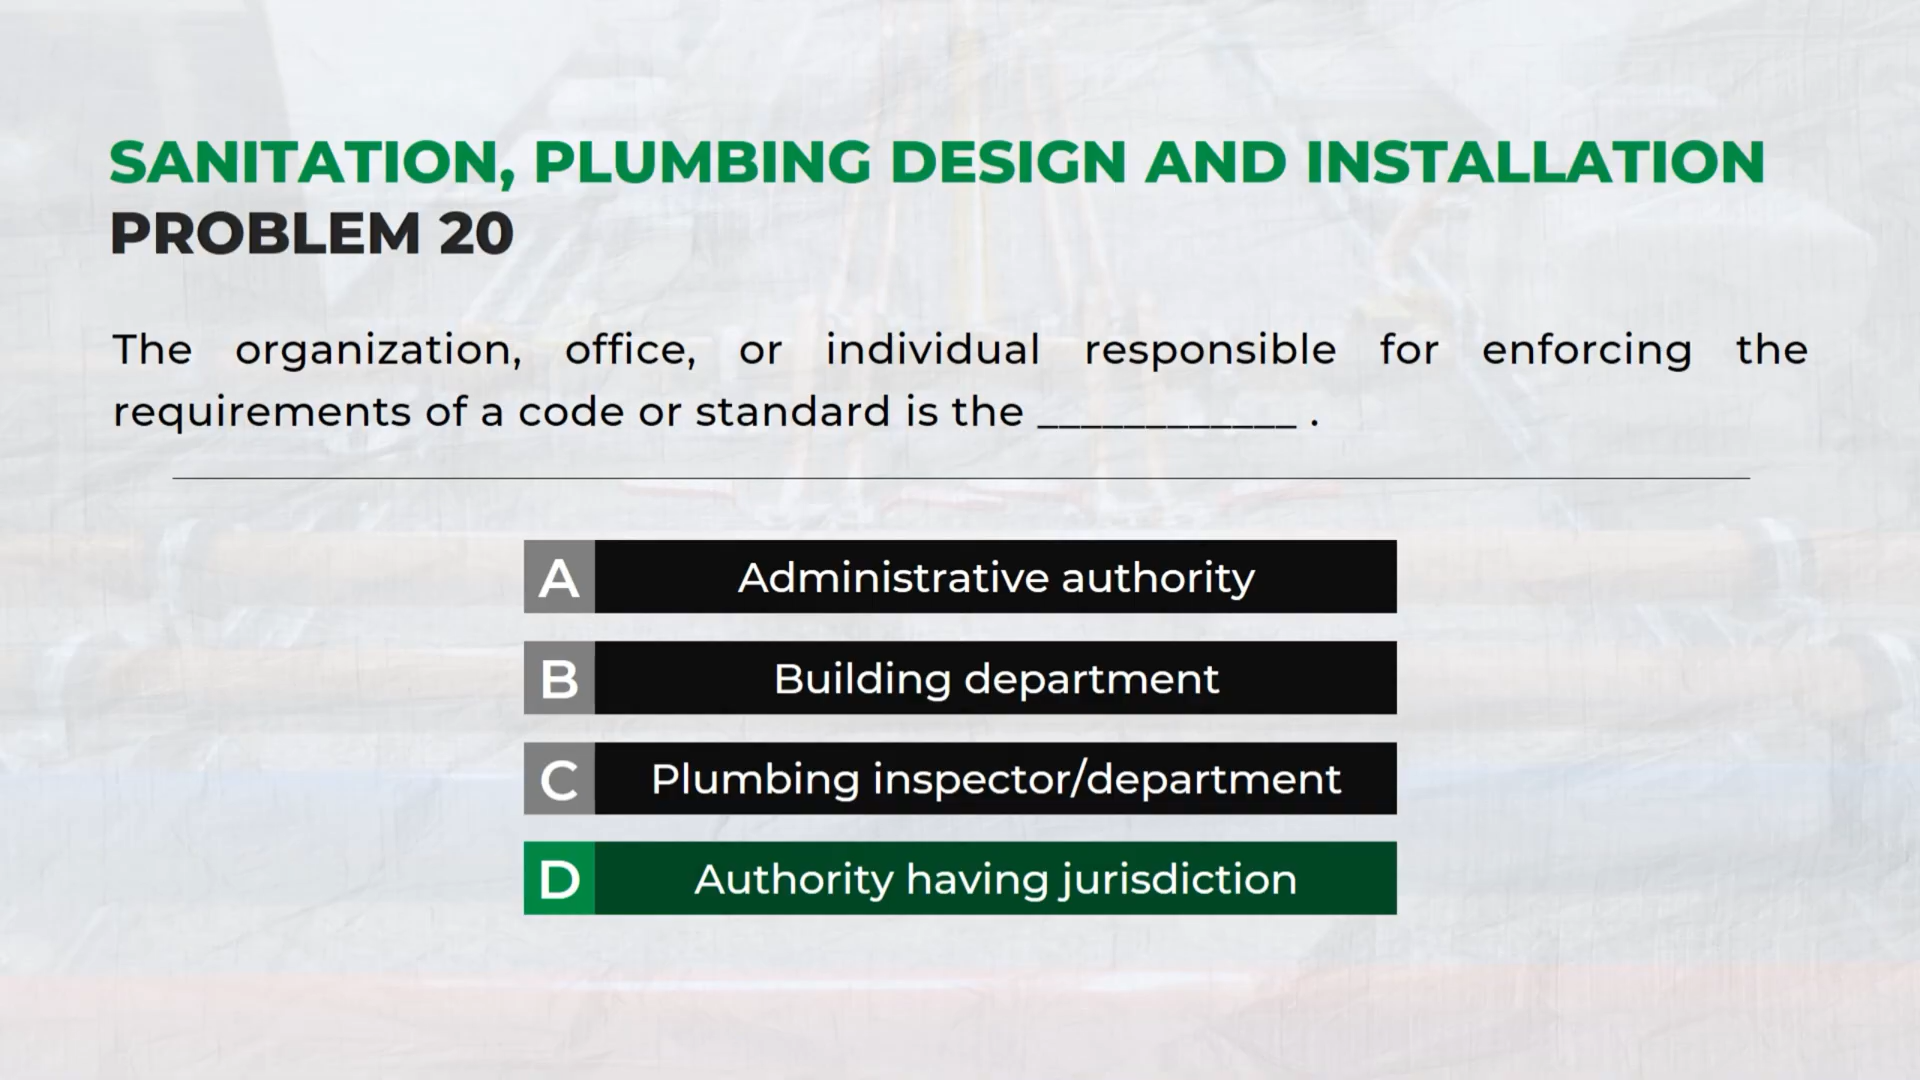 SANITATION, PLUMBING DESIGN AND INSTALLATION
PROBLEM 20
The organization, office, or individual responsible for enforcing the
requirements of a code or standard is the ____________ .
A Administrative authority
B Building department
C Plumbing inspector/department
D Authority having jurisdiction